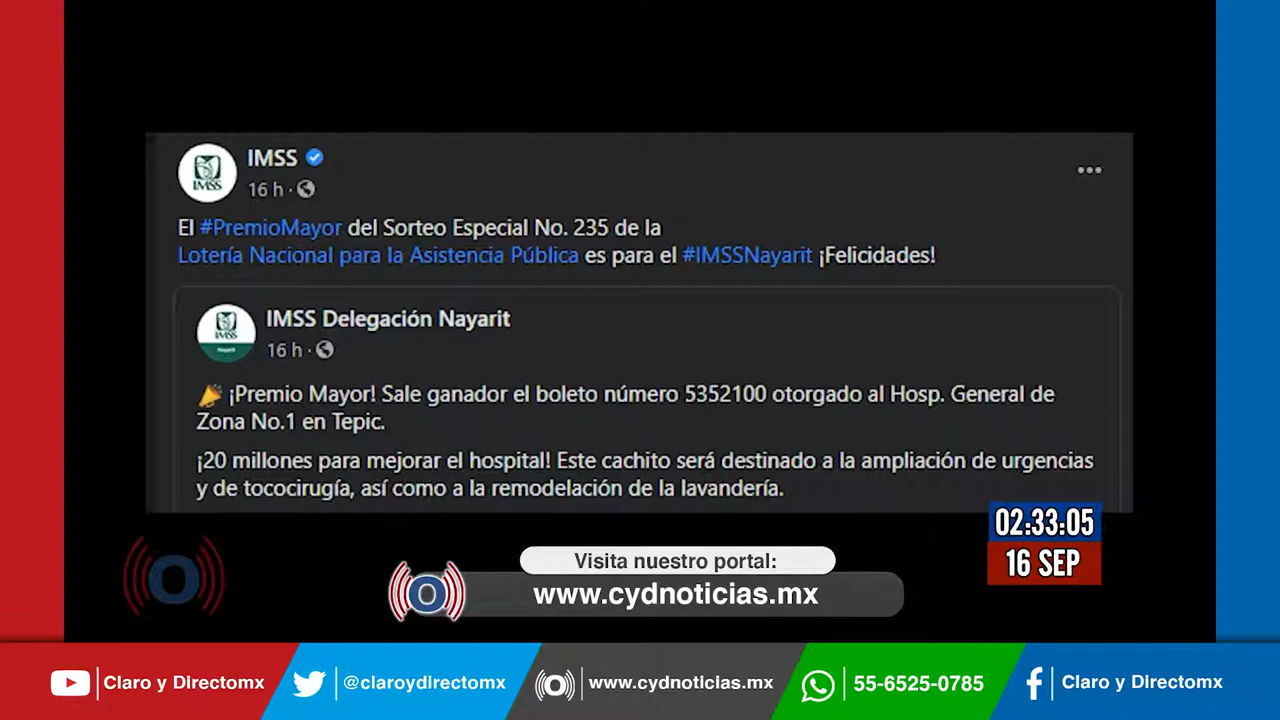 IMSS
IMSS
16 h ·
El #PremioMayor del Sorteo Especial No. 235 de la
Lotería Nacional para la Asistencia Pública es para el #IMSSNayarit ¡Felicidades!
IMSS
IMSS Delegación Nayarit
16 h ·
¡Premio Mayor! Sale ganador el boleto número 5352100 otorgado al Hosp. General de
Zona No.1 en Tepic.
¡20 millones para mejorar el hospital! Este cachito será destinado a la ampliación de urgencias
y de tococirugía, así como a la remodelación de la lavandería.
02:33:05
16 SEP
Visita nuestro portal:
www.cydnoticias.mx
Claro y Directomx
@claroydirectomx
www.cydnoticias.mx
55-6525-0785
Claro y Directomx